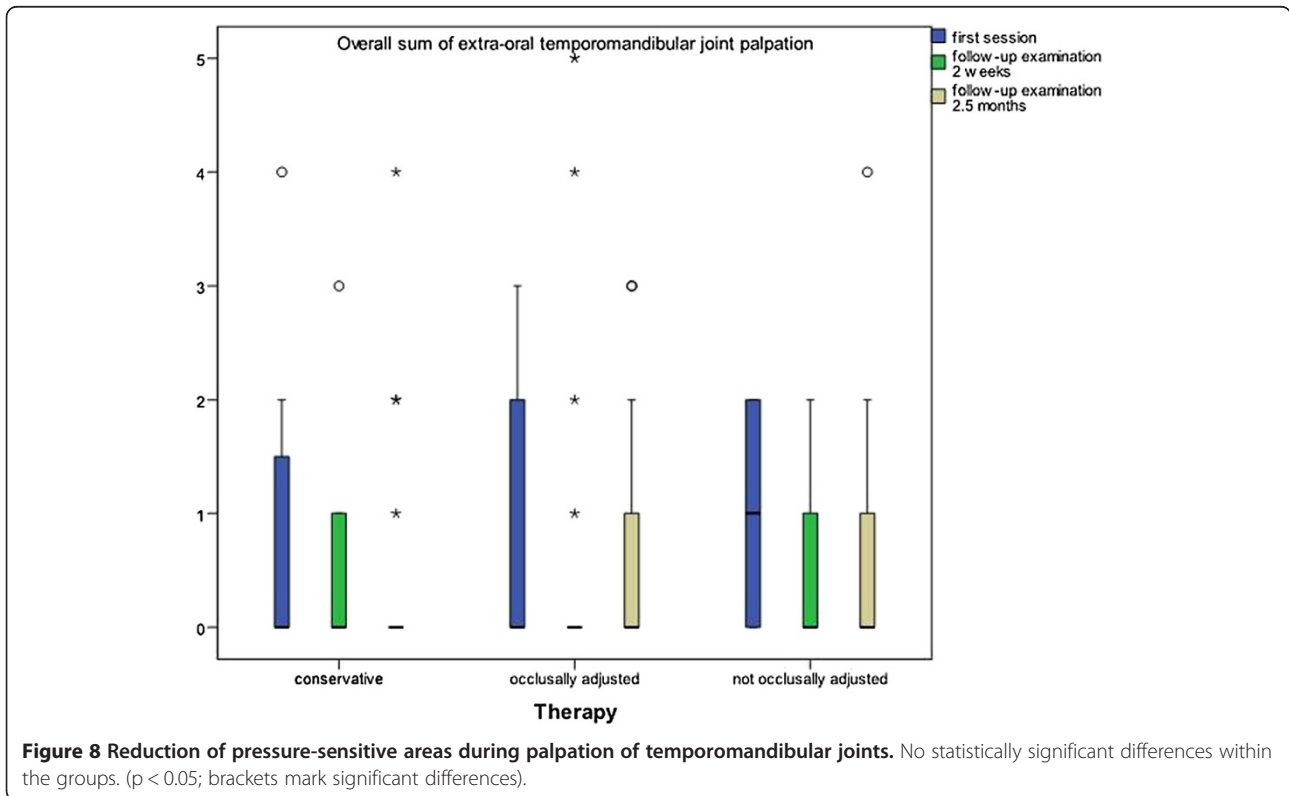 Overall sum of extra-oral temporomandibular joint palpation
first session
follow-up examination
2 weeks
follow-up examination
2.5 months
5
4
3
2
1
0
conservative
occlusally adjusted
not occlusally adjusted
Therapy
Figure 8 Reduction of pressure-sensitive areas during palpation of temporomandibular joints. No statistically significant differences within
the groups. (p < 0.05; brackets mark significant differences).